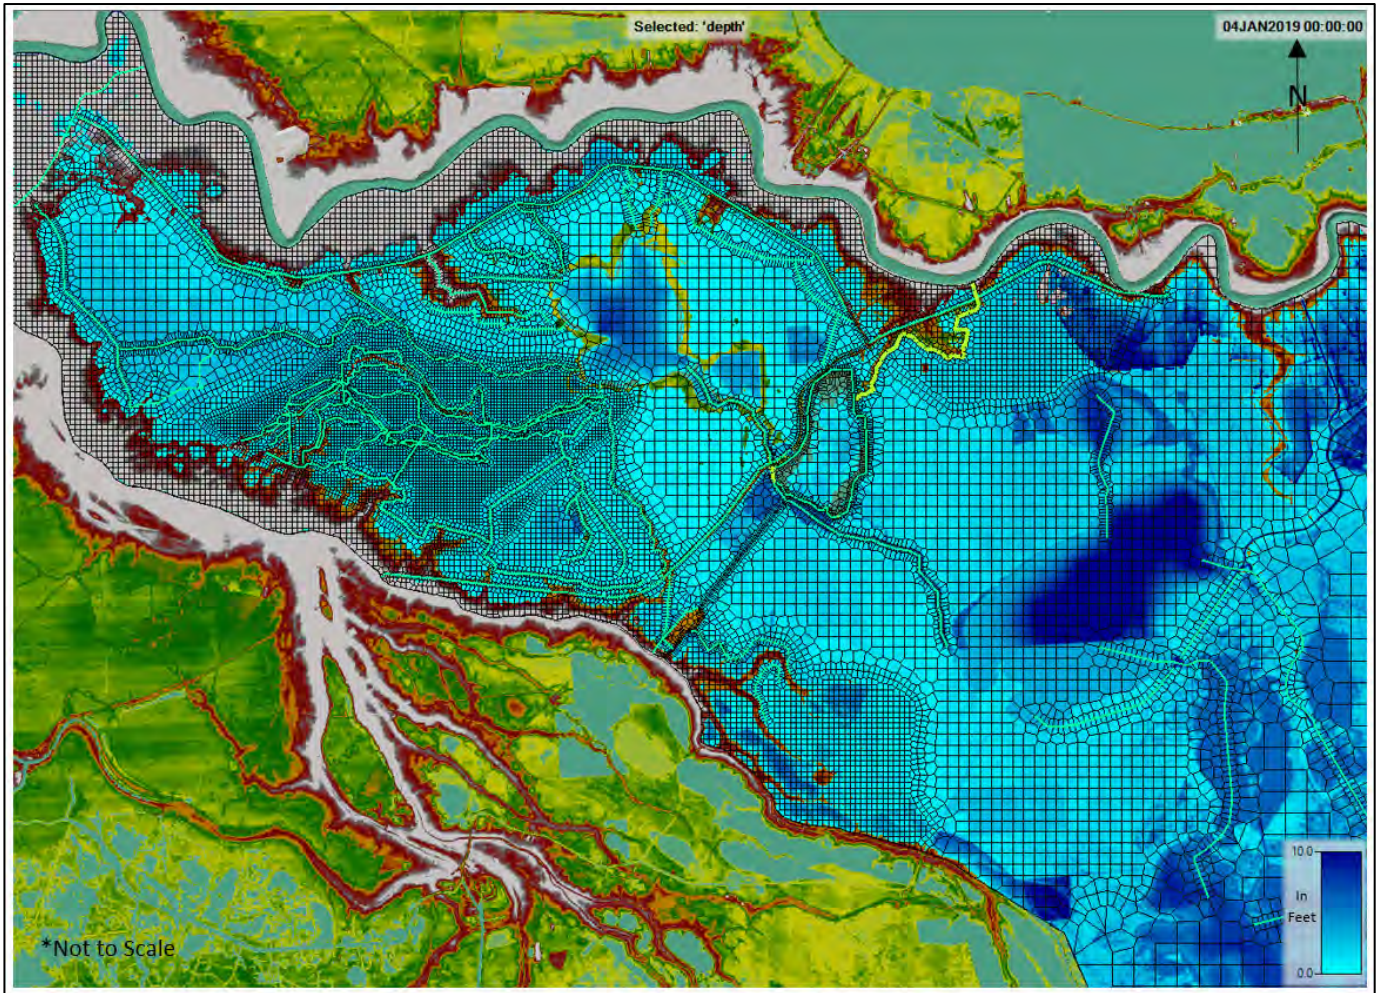 Selected: 'depth'
04JAN2019 00:00:00
N
10.0
In
Feet
0.0
*Not to Scale